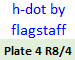 h-dot by
flagstaff
Plate 4 R8/4